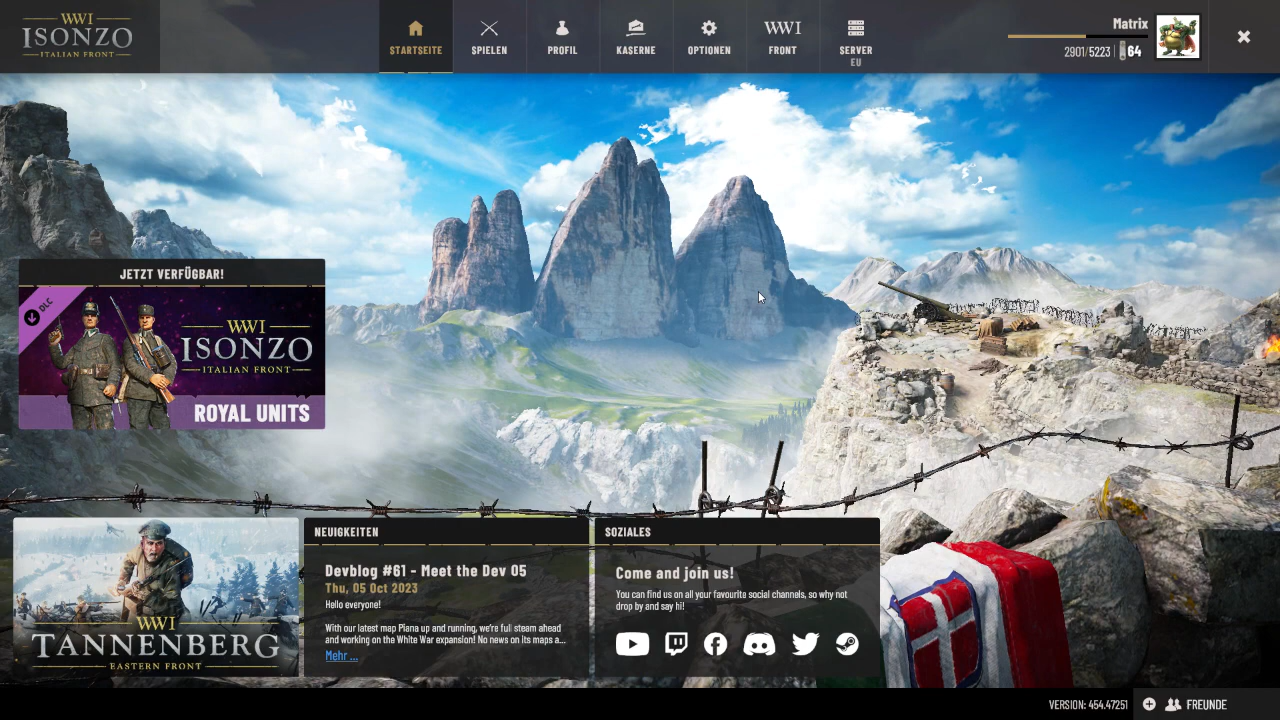 WWI
ISONZO
ITALIAN FRONT
STARTSEITE
SPIELEN
PROFIL
KASERNE
OPTIONEN
WWI
FRONT
SERVER
EU
Matrix
2901/5223
64
JETZT VERFÜGBAR!
DLC
WWI
ISONZO
ITALIAN FRONT
ROYAL UNITS
WWI
TANNENBERG
EASTERN FRONT
NEUIGKEITEN
Devblog #61 - Meet the Dev 05
Thu, 05 Oct 2023
Hello everyone!
With our latest map Piana up and running, we're full steam ahead
and working on the White War expansion! No news on its maps a...
Mehr ...
SOZIALES
Come and join us!
You can find us on all your favourite social channels, so why not
drop by and say hi!
VERSION: 454.47251
FREUNDE